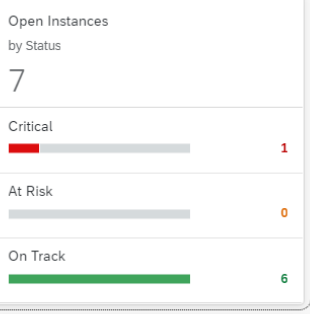 Open Instances
by Status
7
Critical
1
At Risk
0
On Track
6